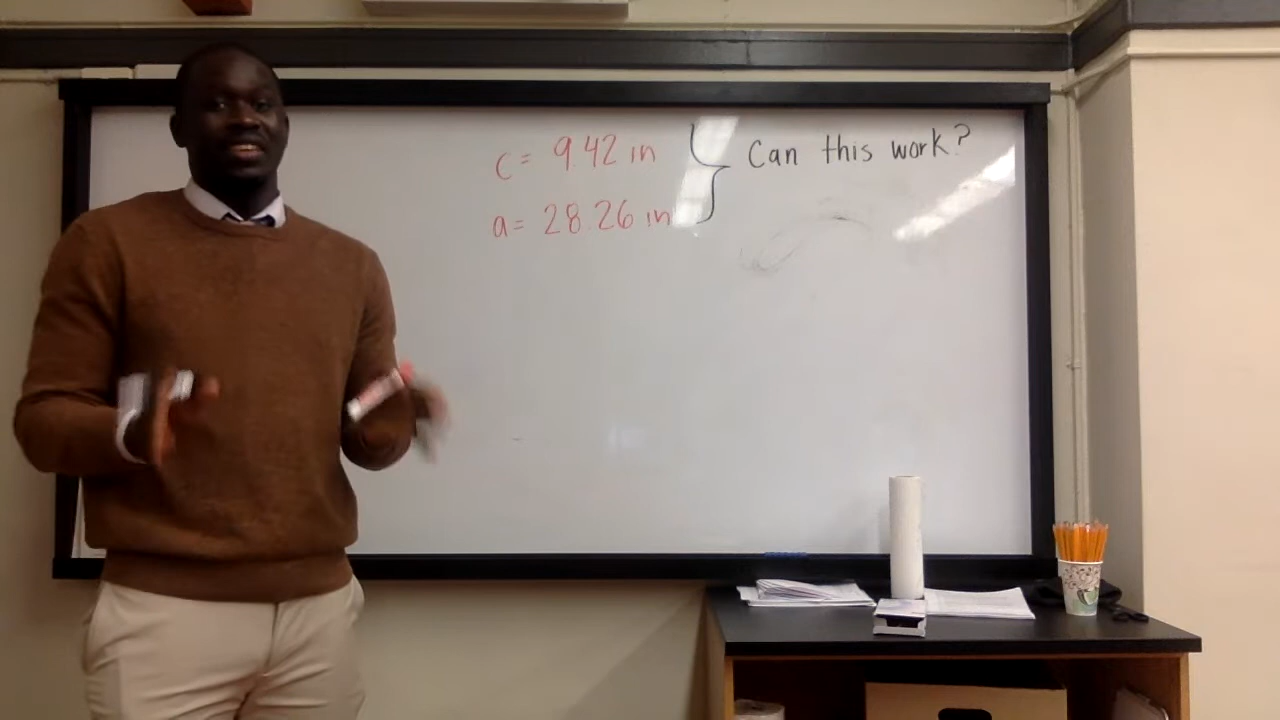 c = 9.42 in
a = 28.26 in
Can this work?